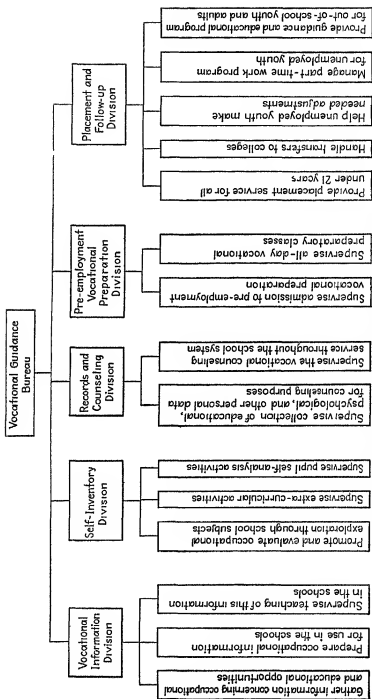 Vocational Guidance
Bureau
Vocational
Information
Division
Gather information concerning occupational
and educational opportunities
Prepare occupational information
for use in the schools
Supervise teaching of this information
in the schools
Self-Inventory
Division
Promote and evaluate occupational
exploration through school subjects
Supervise extra-curricular activities
Supervise pupil self-analysis activities
Records and
Counseling
Division
Supervise collection of educational,
psychological, and other personal data
for counseling purposes
Supervise the vocational counseling
service throughout the school system
Pre-employment
Vocational
Preparation
Division
Supervise admission to pre-employment
vocational preparation
Supervise all-day vocational
preparatory classes
Placement and
Follow-up
Division
Provide placement service for all
under 21 years
Handle transfers to colleges
Help unemployed youth make
needed adjustments
Manage part-time work program
for unemployed youth
Provide guidance and educational program
for out-of-school youth and adults